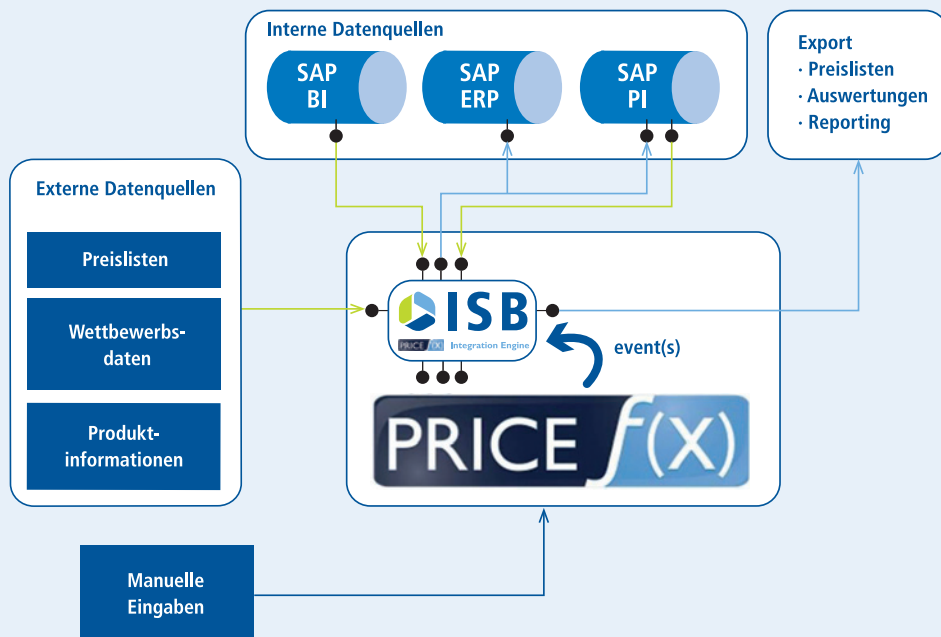 Interne Datenquellen
SAP
BI
SAP
ERP
SAP
PI
Export
· Preislisten
· Auswertungen
· Reporting
Externe Datenquellen
Preislisten
Wettbewerbs-
daten
Produkt-
informationen
ISB
PRICE f(X) Integration Engine
event(s)
PRICE f(X)
Manuelle
Eingaben